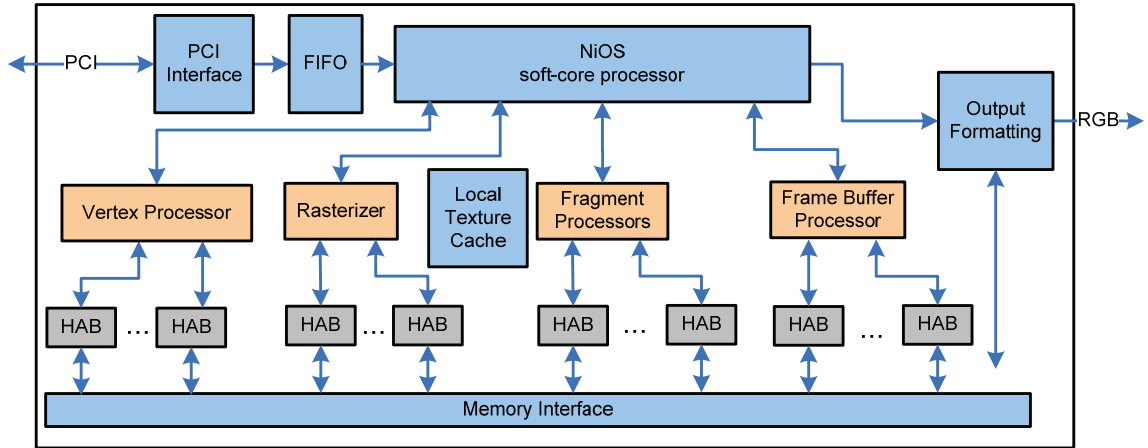 PCI
PCI
Interface
FIFO
NiOS
soft-core processor
Output
Formatting
RGB
Vertex Processor
Rasterizer
Local
Texture
Cache
Fragment
Processors
Frame Buffer
Processor
HAB
...
HAB
HAB
...
HAB
HAB
...
HAB
HAB
...
HAB
Memory Interface